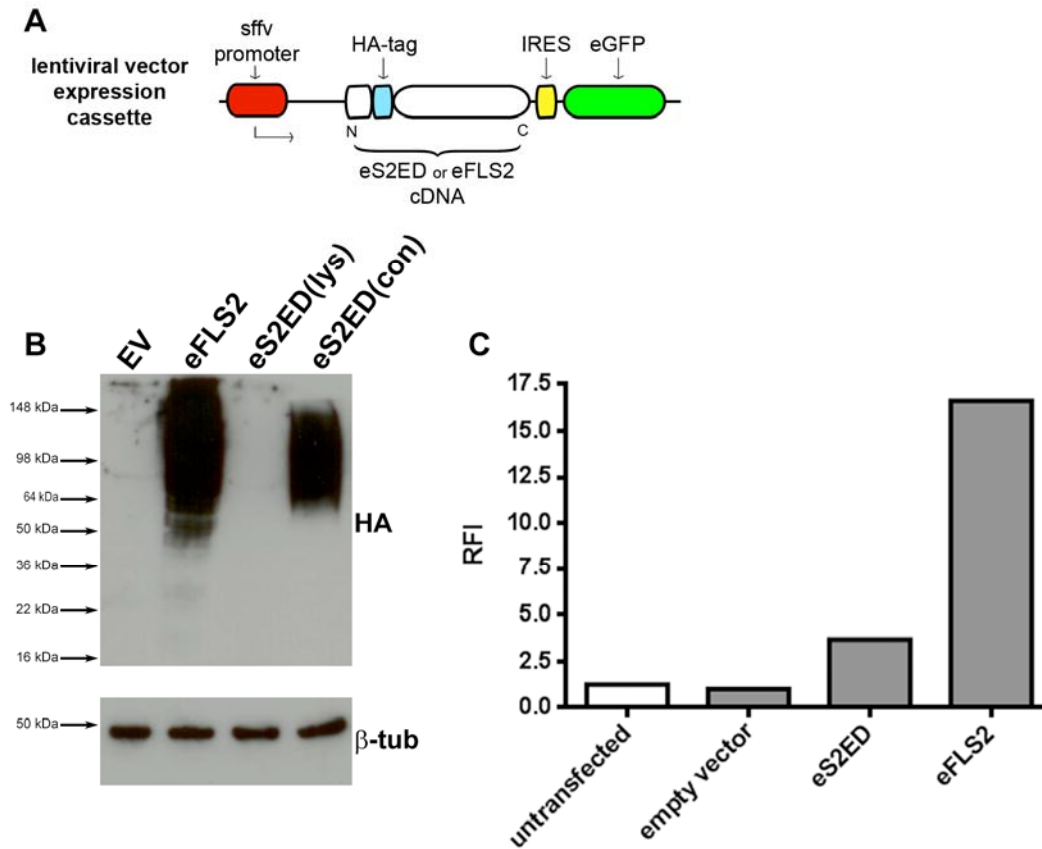 A
lentiviral vector
expression
cassette
sffv
promoter
HA-tag
IRES eGFP
N
C
eS2ED or eFLS2
cDNA
B
EV
eFLS2
eS2ED(lys)
eS2ED(con)
148 kDa
98 kDa
64 kDa
50 kDa
36 kDa
22 kDa
16 kDa
HA
50 kDa
β-tub
C
RFI
17.5
15.0
12.5
10.0
7.5
5.0
2.5
0.0
untransfected
empty vector
eS2ED
eFLS2